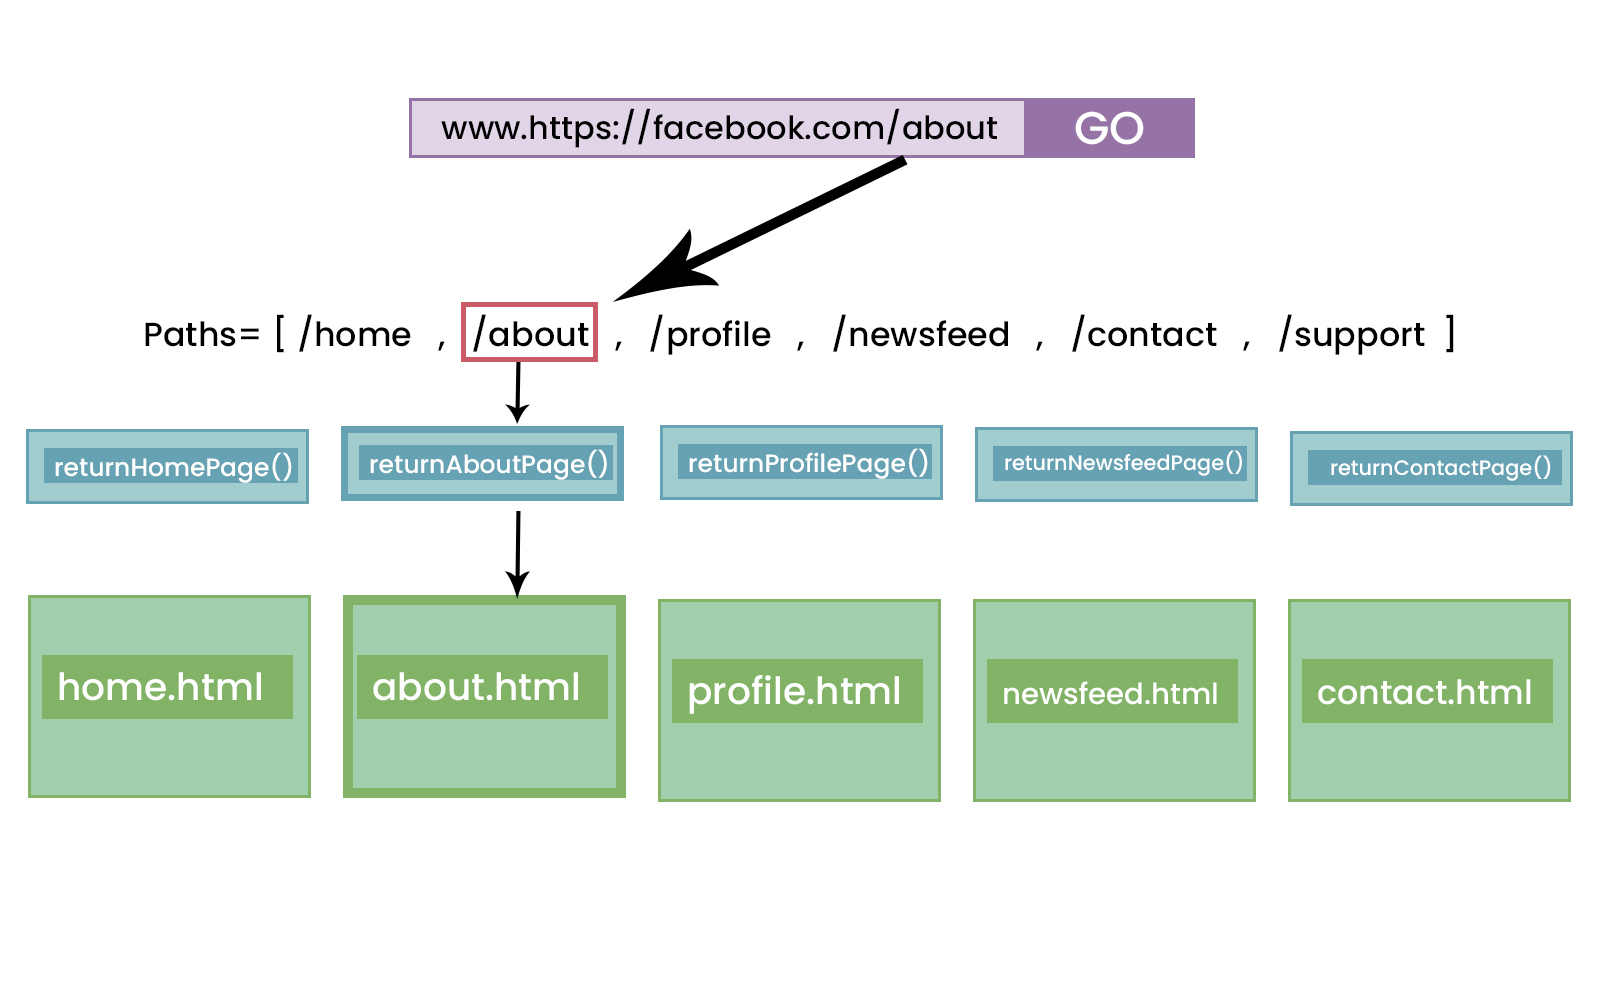 www.https://facebook.com/about GO
Paths= [ /home , /about , /profile , /newsfeed , /contact , /support ]
returnHomePage() returnAboutPage() returnProfilePage() returnNewsfeedPage() returnContactPage()
home.html about.html profile.html newsfeed.html contact.html